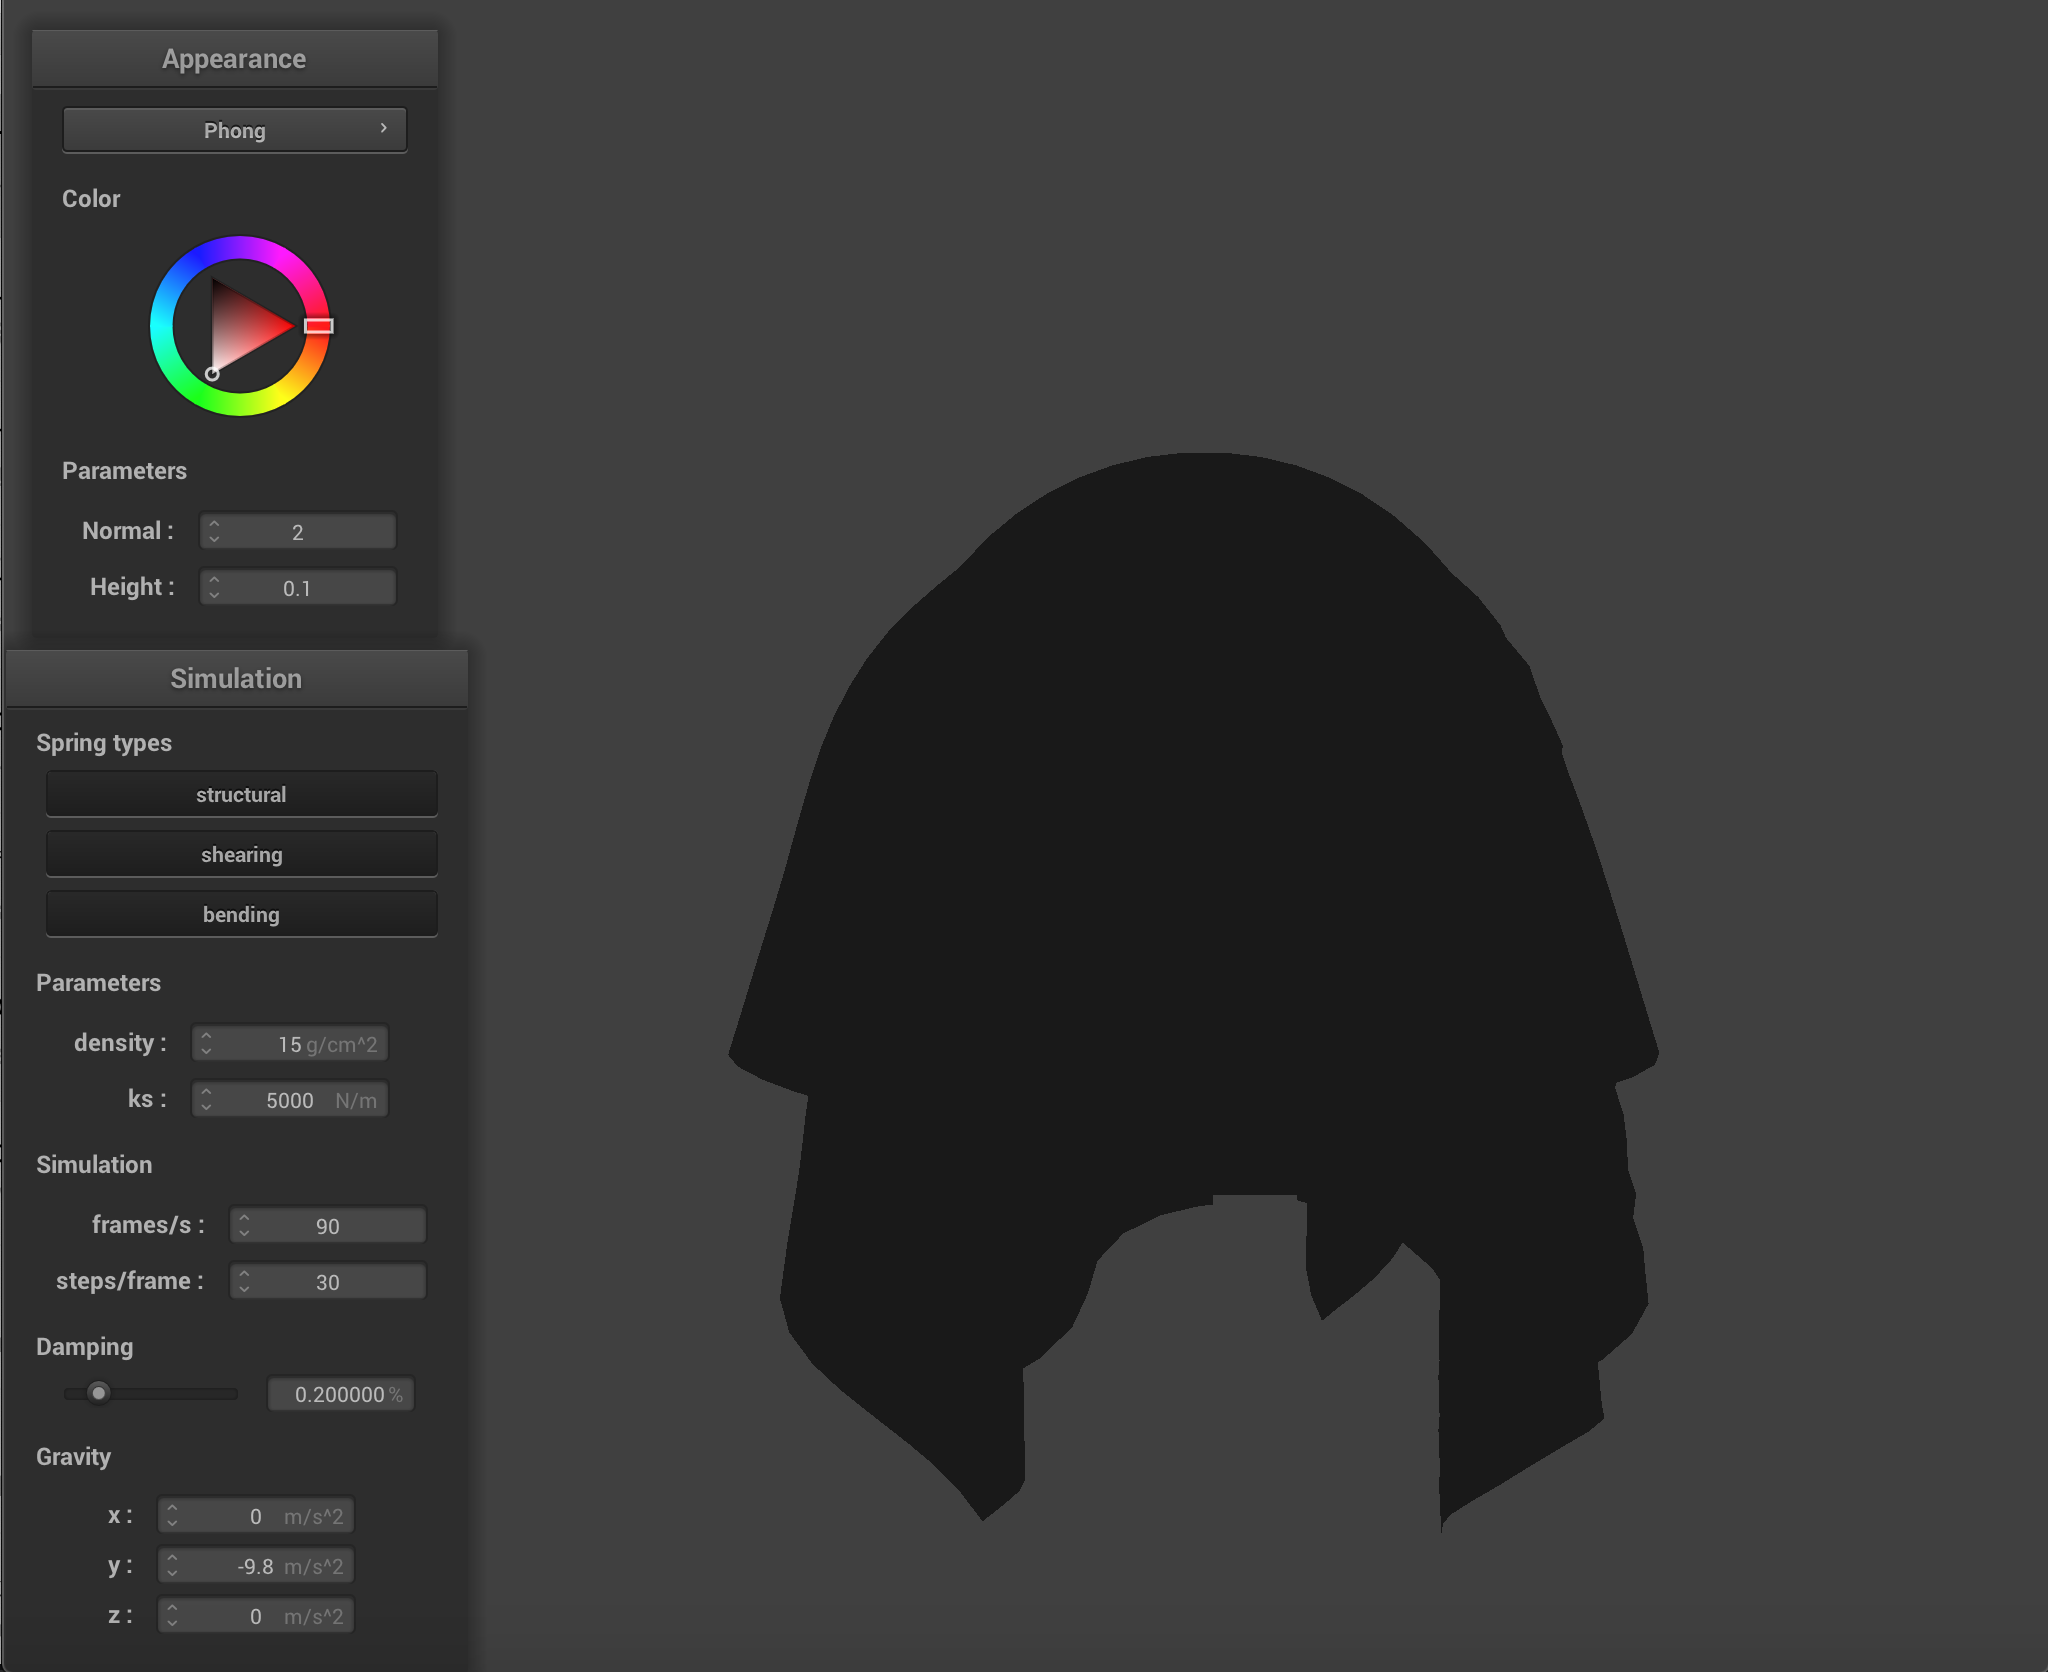 Appearance
Phong
Color
Parameters
Normal : 2
Height : 0.1
Simulation
Spring types
structural
shearing
bending
Parameters
density : 15 g/cm^2
ks : 5000 N/m
Simulation
frames/s : 90
steps/frame : 30
Damping
0.200000 %
Gravity
x : 0 m/s^2
y : -9.8 m/s^2
z : 0 m/s^2